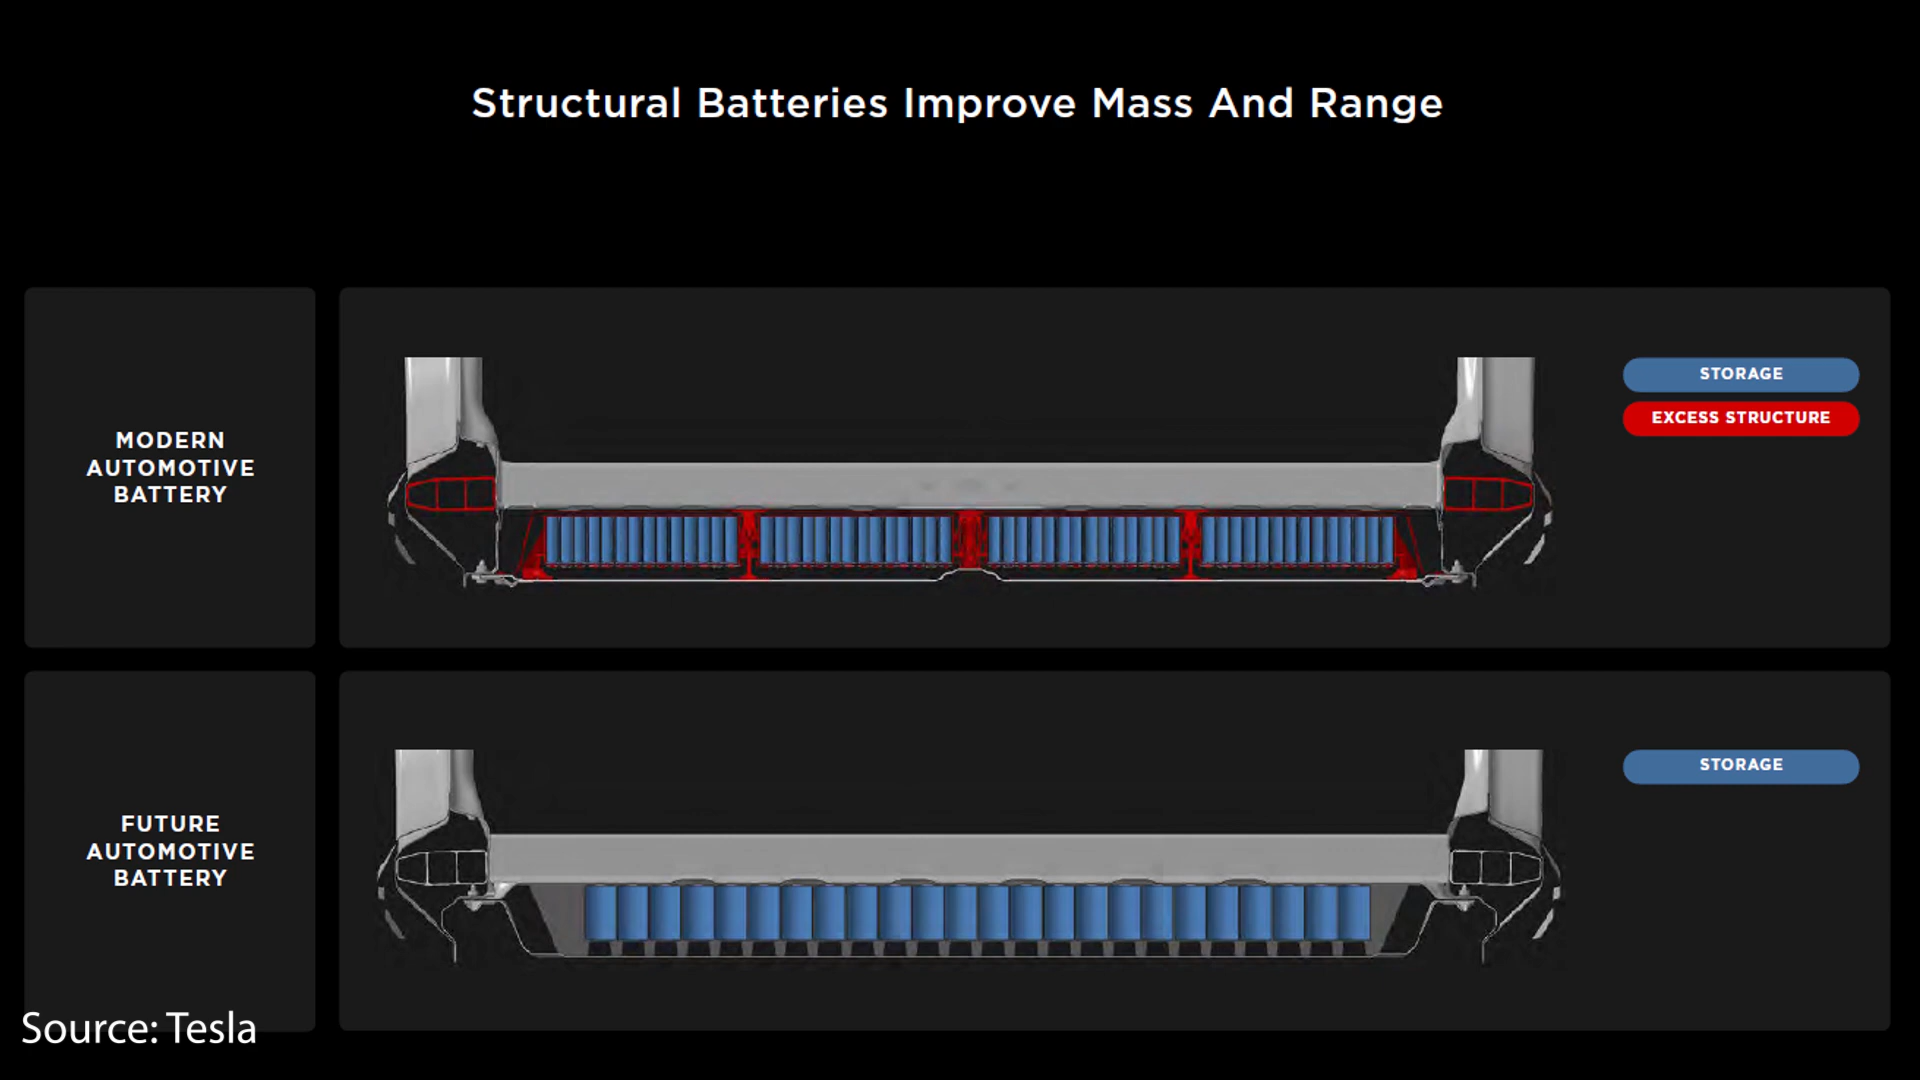 Structural Batteries Improve Mass And Range
MODERN
AUTOMOTIVE
BATTERY
STORAGE
EXCESS STRUCTURE
FUTURE
AUTOMOTIVE
BATTERY
STORAGE
Source: Tesla